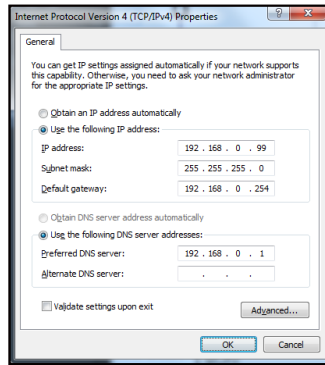 Internet Protocol Version 4 (TCP/IPv4) Properties
General
You can get IP settings assigned automatically if your network supports
this capability. Otherwise, you need to ask your network administrator
for the appropriate IP settings.
Obtain an IP address automatically
Use the following IP address:
IP address: 192 . 168 . 0 . 99
Subnet mask: 255 . 255 . 255 . 0
Default gateway: 192 . 168 . 0 . 254
Obtain DNS server address automatically
Use the following DNS server addresses:
Preferred DNS server: 192 . 168 . 0 . 1
Alternate DNS server: . . .
Validate settings upon exit
Advanced...
OK Cancel